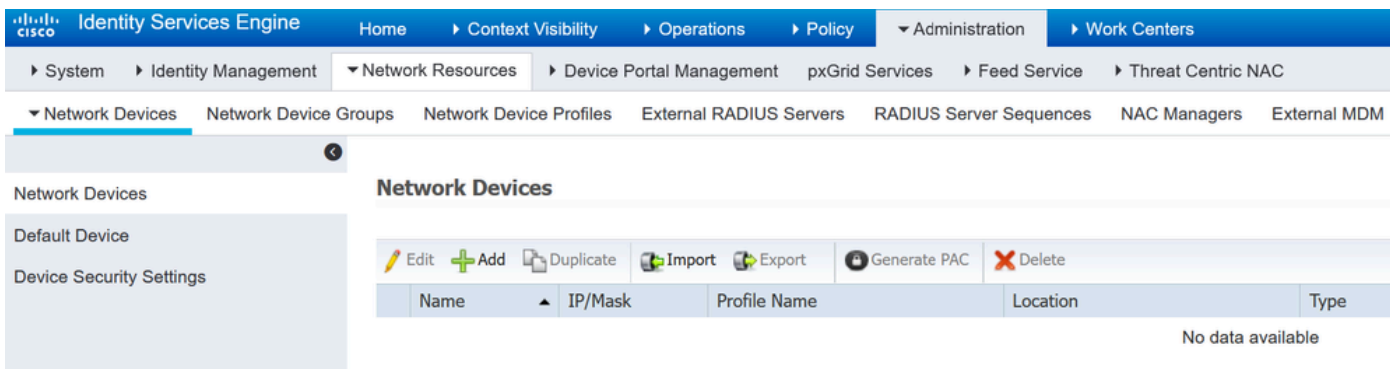 cisco Identity Services Engine Home Context Visibility Operations Policy Administration Work Centers
System Identity Management Network Resources Device Portal Management pxGrid Services Feed Service Threat Centric NAC
Network Devices Network Device Groups Network Device Profiles External RADIUS Servers RADIUS Server Sequences NAC Managers External MDM
Network Devices
Default Device
Device Security Settings
Network Devices
Edit Add Duplicate Import Export Generate PAC Delete
Name IP/Mask Profile Name Location Type
No data available